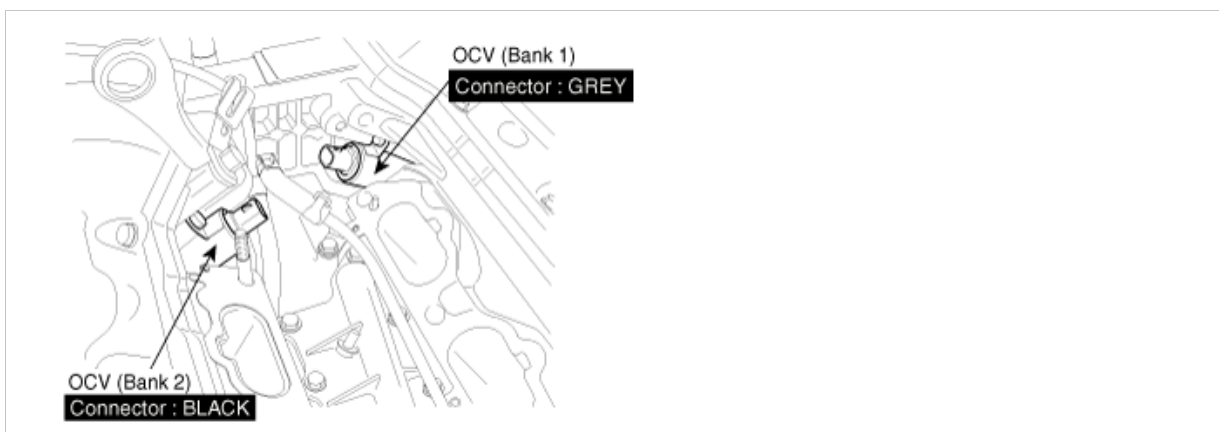 OCV (Bank 1)
Connector : GREY
OCV (Bank 2)
Connector : BLACK